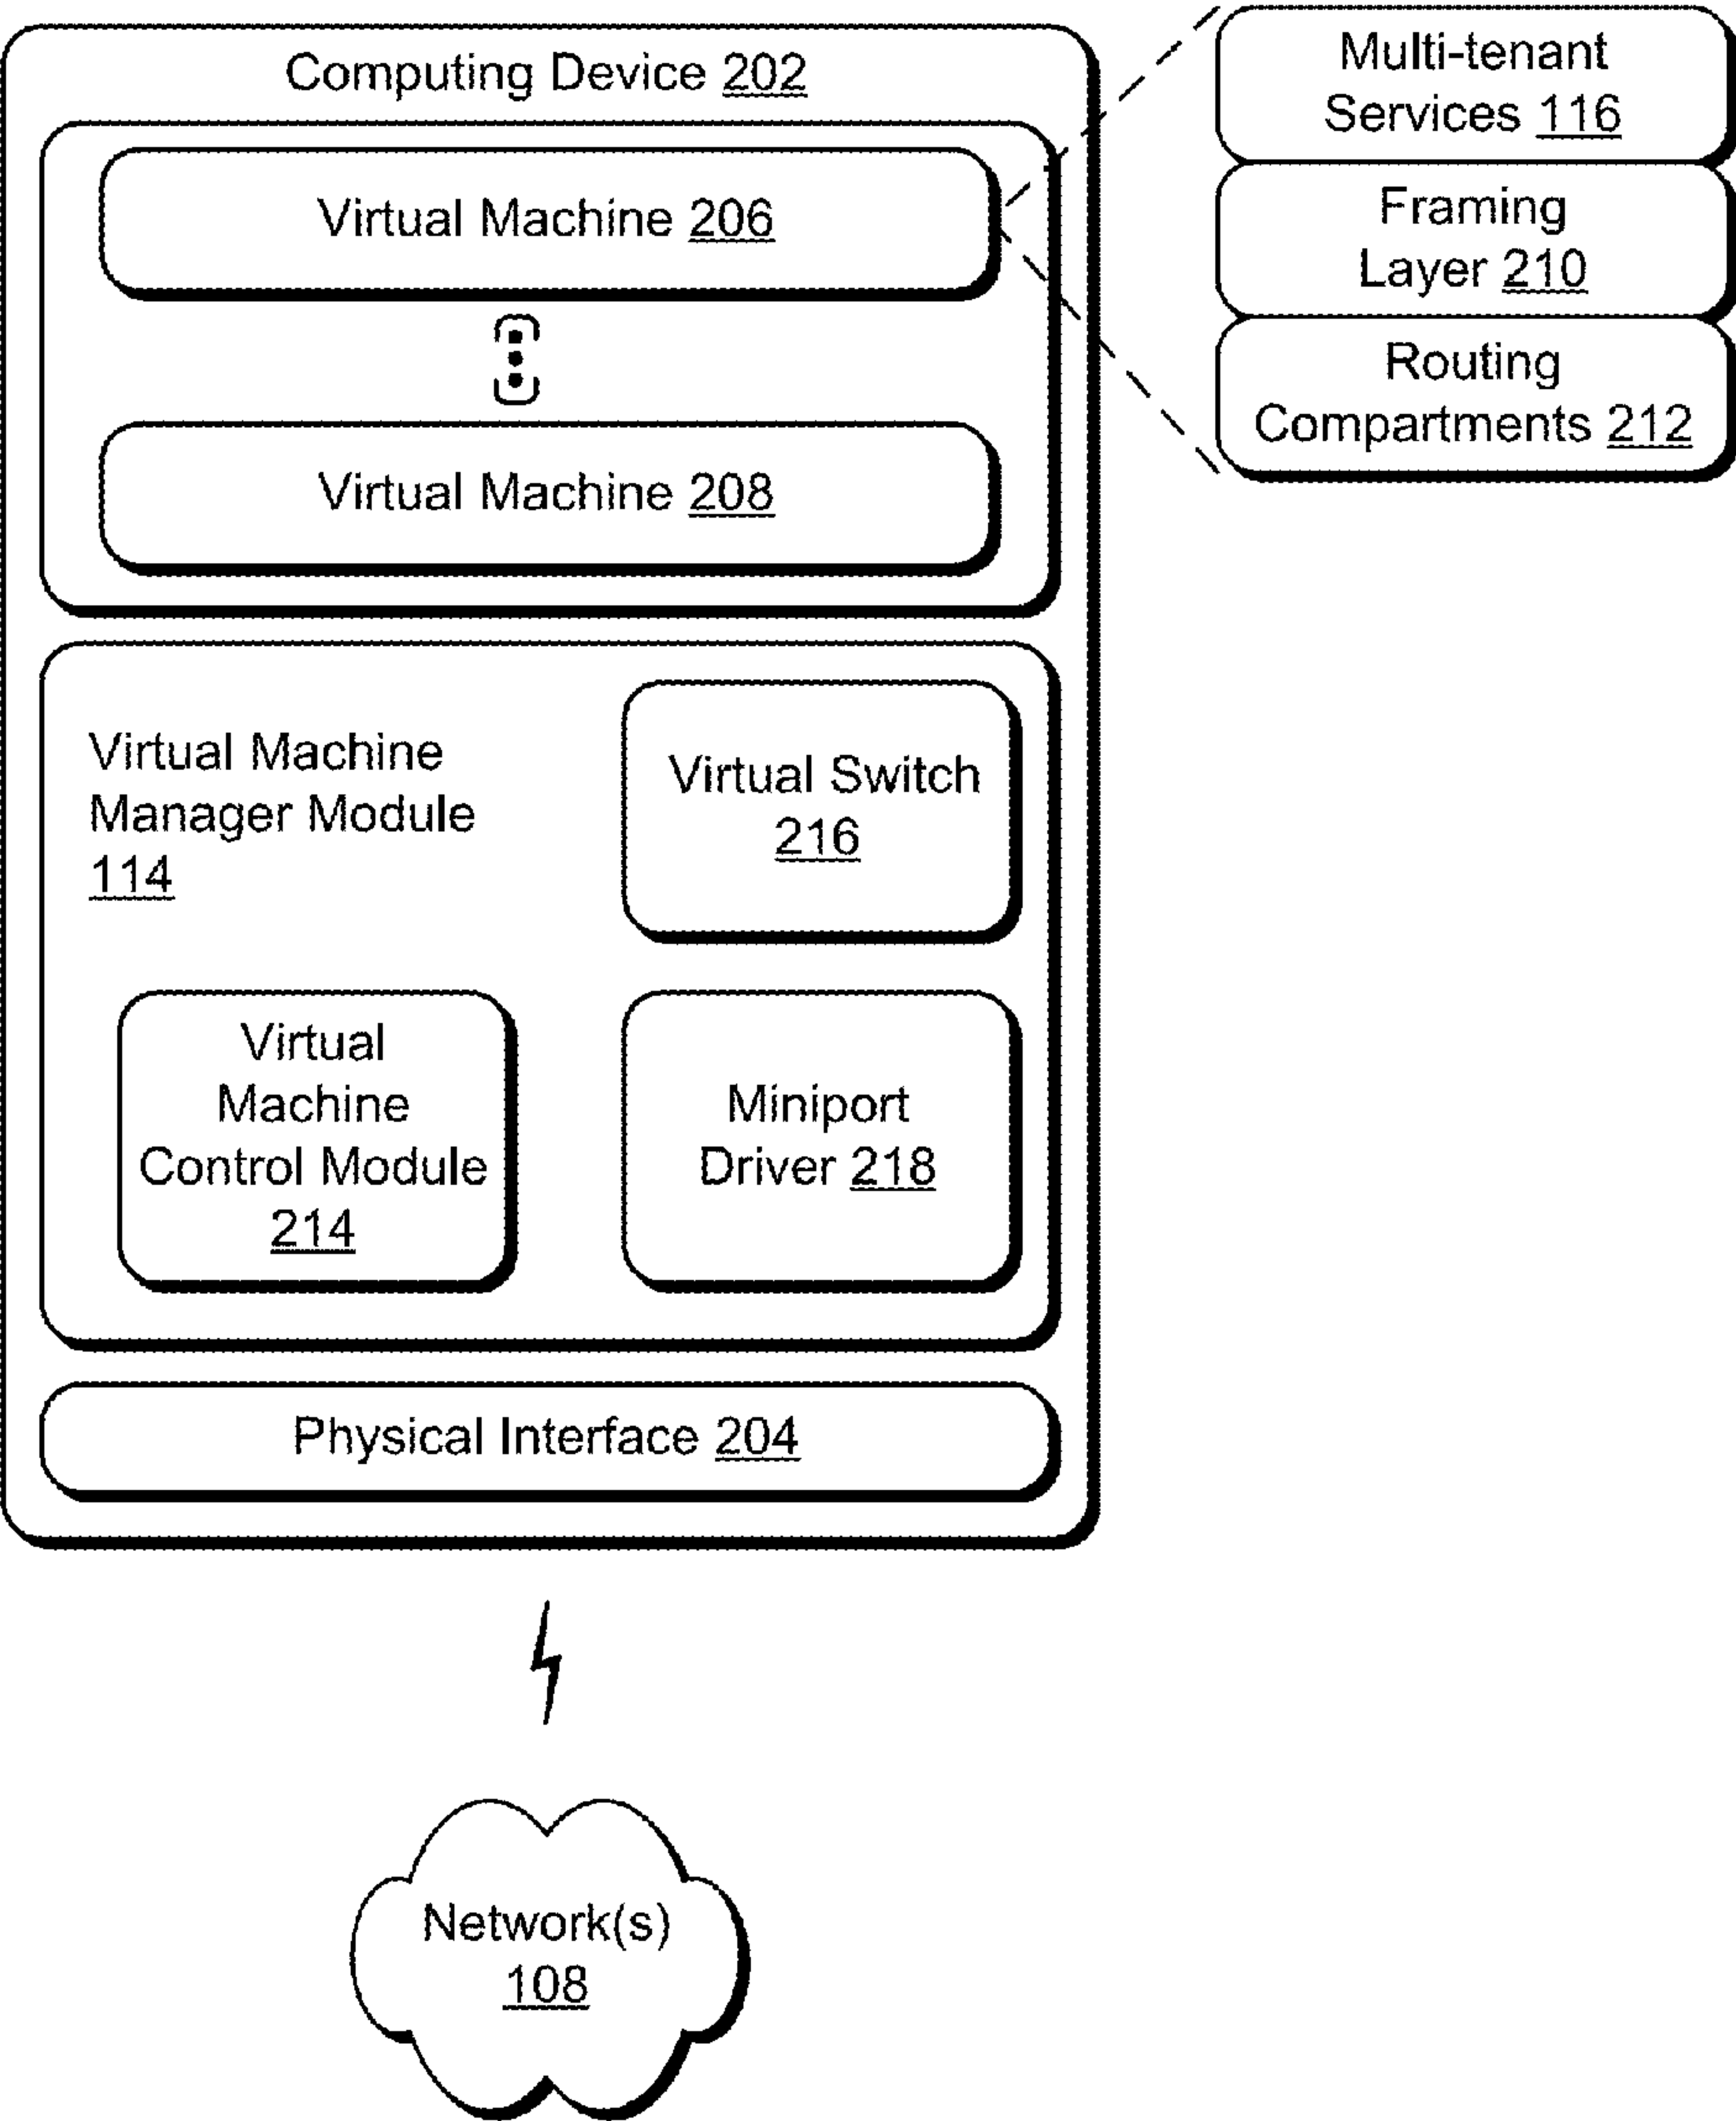 Computing Device 202
Virtual Machine 206
Virtual Machine 208
Multi-tenant
Services 116
Framing
Layer 210
Routing
Compartments 212
Virtual Machine
Manager Module
114
Virtual Switch
216
Virtual
Machine
Control Module
214
Miniport
Driver 218
Physical Interface 204
Network(s)
108